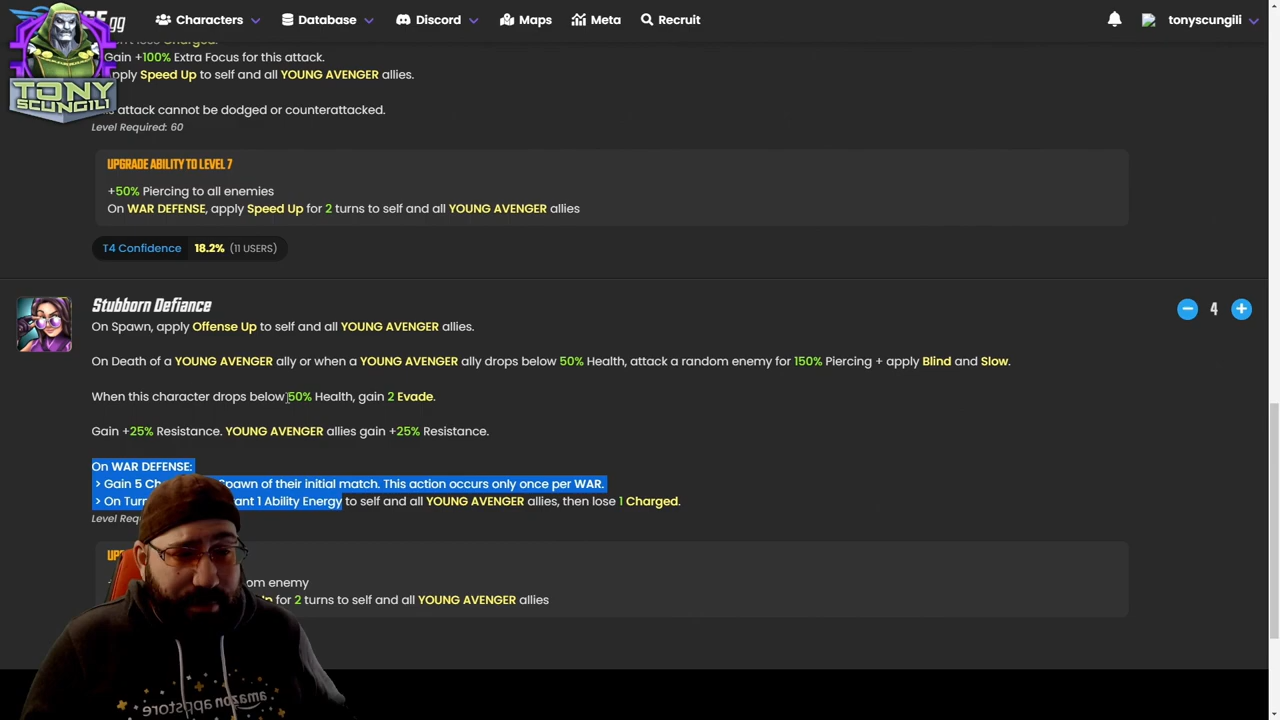 .gg
Characters
Database
Discord
Maps
Meta
Recruit
tonyscungili
TONY
SCUNGILI
lose Charged.
Gain +100% Extra Focus for this attack.
pply Speed Up to self and all YOUNG AVENGER allies.
attack cannot be dodged or counterattacked.
Level Required: 60
UPGRADE ABILITY TO LEVEL 7
+50% Piercing to all enemies
On WAR DEFENSE, apply Speed Up for 2 turns to self and all YOUNG AVENGER allies
T4 Confidence 18.2% (11 USERS)
Stubborn Defiance
4
On Spawn, apply Offense Up to self and all YOUNG AVENGER allies.
On Death of a YOUNG AVENGER ally or when a YOUNG AVENGER ally drops below 50% Health, attack a random enemy for 150% Piercing + apply Blind and Slow.
When this character drops below 50% Health, gain 2 Evade.
Gain +25% Resistance. YOUNG AVENGER allies gain +25% Resistance.
On WAR DEFENSE:
> Gain 5 Ch Spawn of their initial match. This action occurs only once per WAR.
> On Turn ant 1 Ability Energy to self and all YOUNG AVENGER allies, then lose 1 Charged.
Level Req
UP
om enemy
p for 2 turns to self and all YOUNG AVENGER allies
amazon appstore